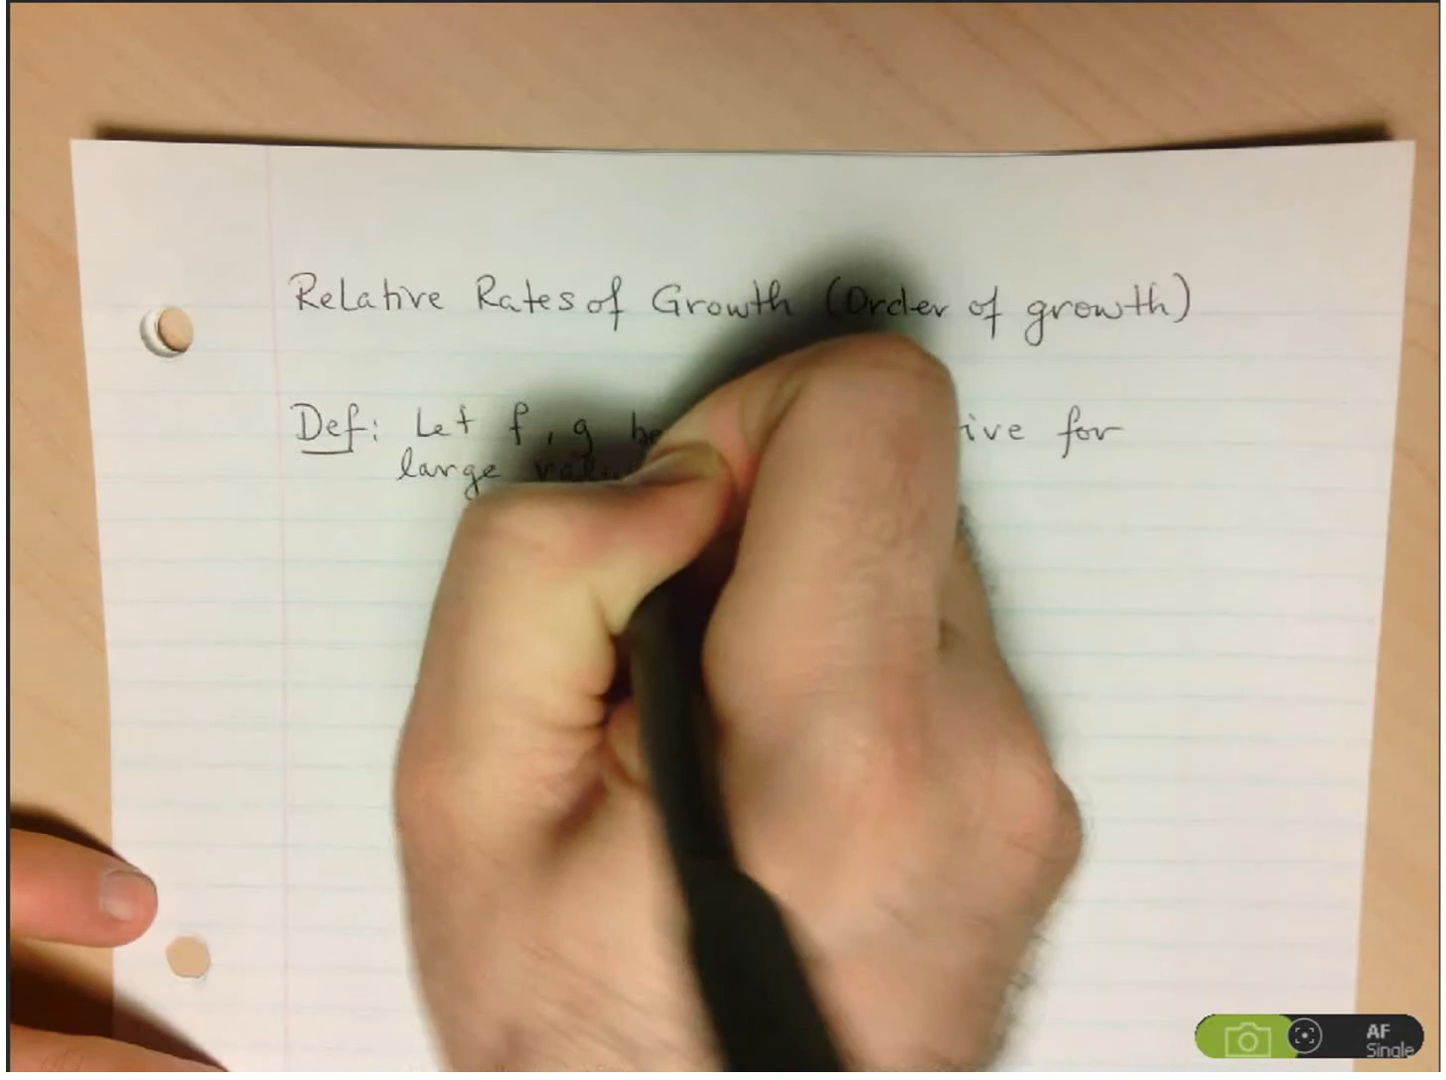 Relative Rates of Growth (Order of growth)
Def: Let f, g be ive for
large
AF
Single